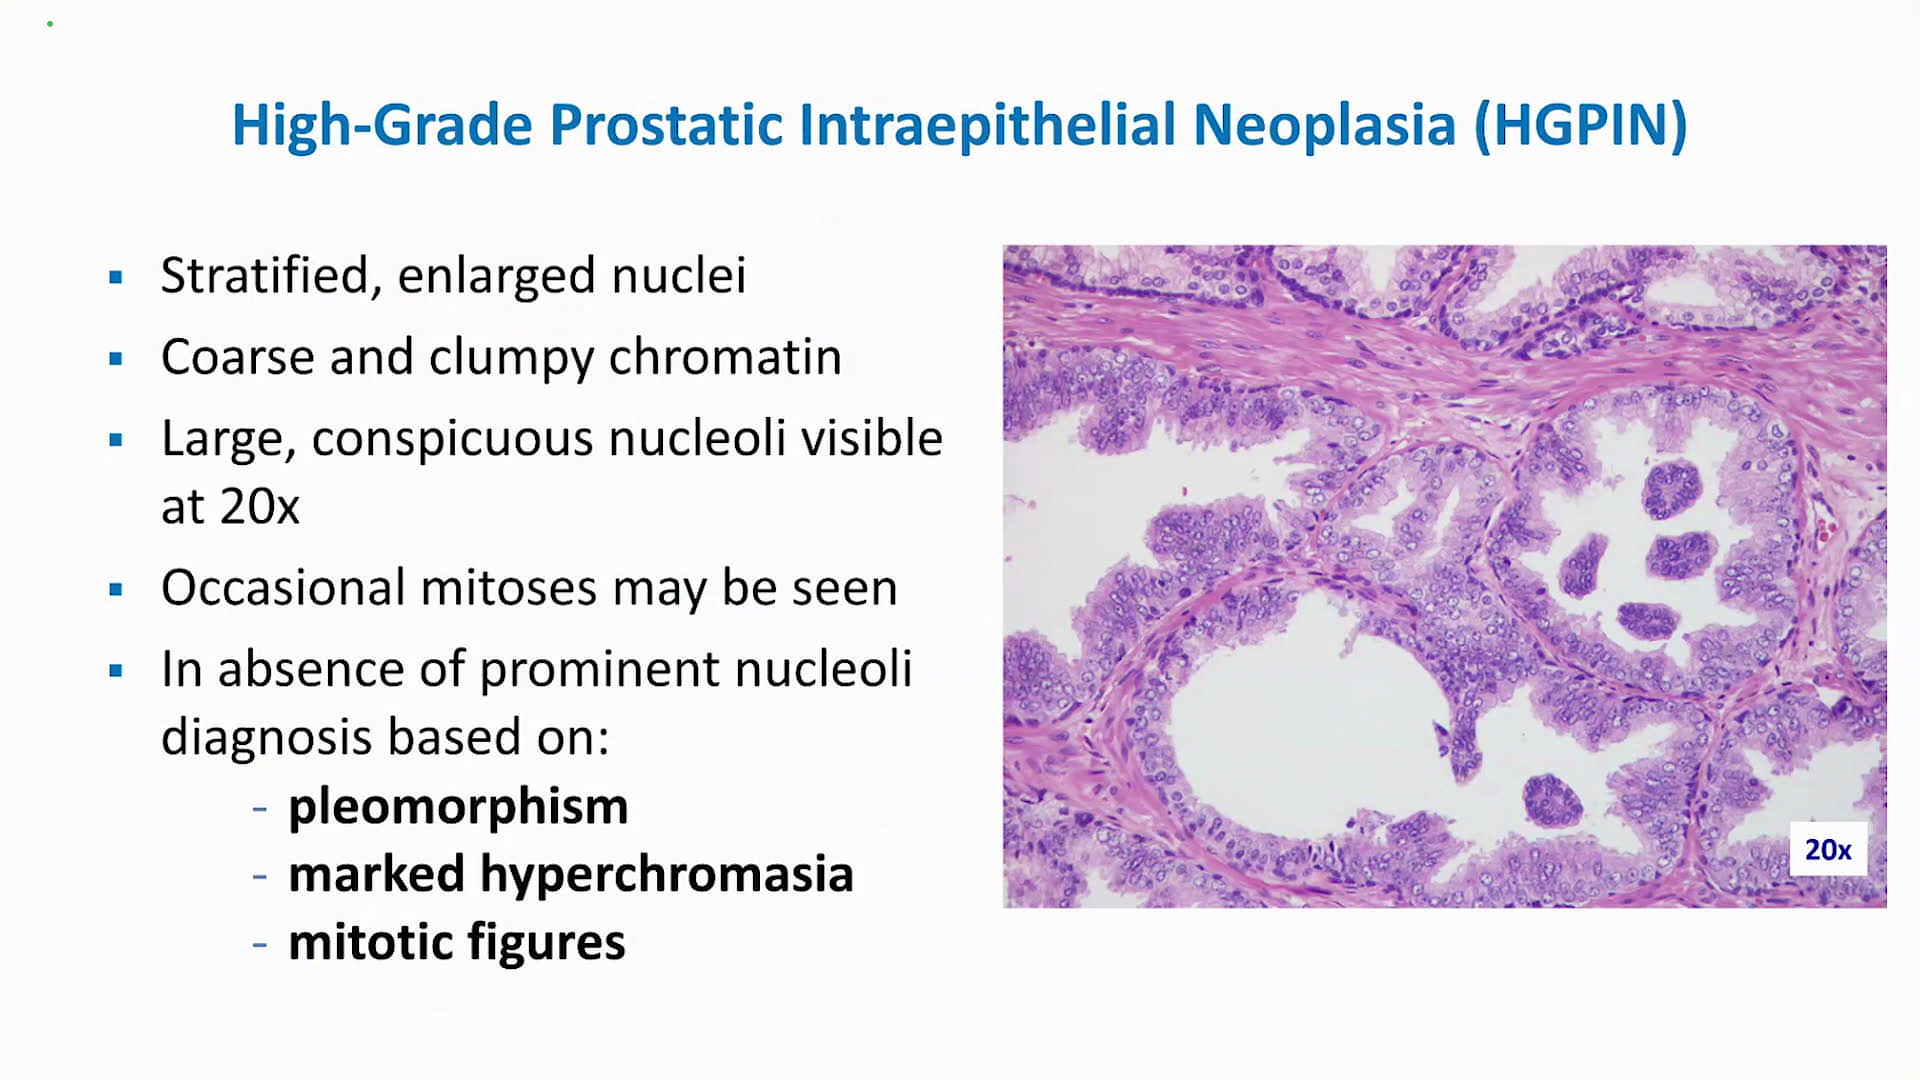 High-Grade Prostatic Intraepithelial Neoplasia (HGPIN)
▪ Stratified, enlarged nuclei
▪ Coarse and clumpy chromatin
▪ Large, conspicuous nucleoli visible
at 20x
▪ Occasional mitoses may be seen
▪ In absence of prominent nucleoli
diagnosis based on:
- pleomorphism
- marked hyperchromasia
- mitotic figures
20x